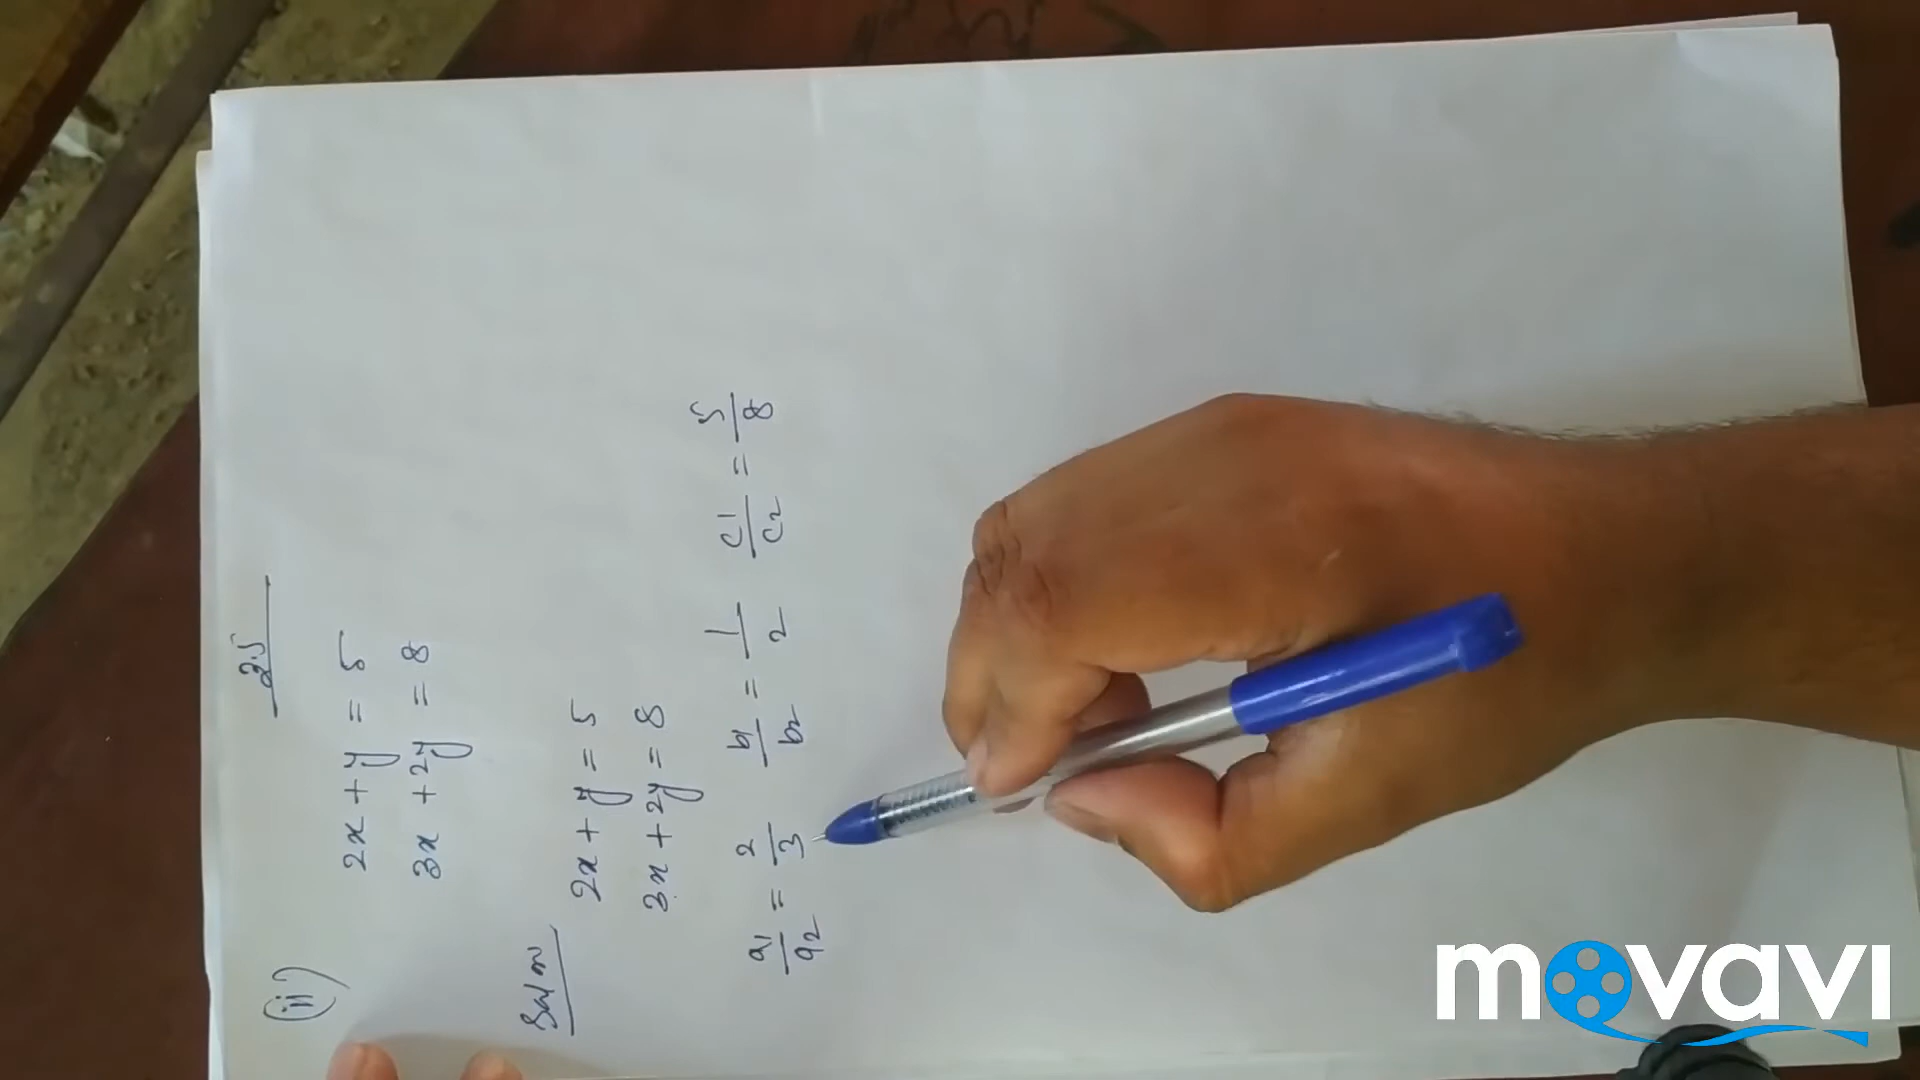 2.5
(ii) 2x + y = 5
3x + 2y = 8
Soln
2x + y = 5
3x + 2y = 8
a1/a2 = 2/3 b1/b2 = 1/2 c1/c2 = 5/8
movavi